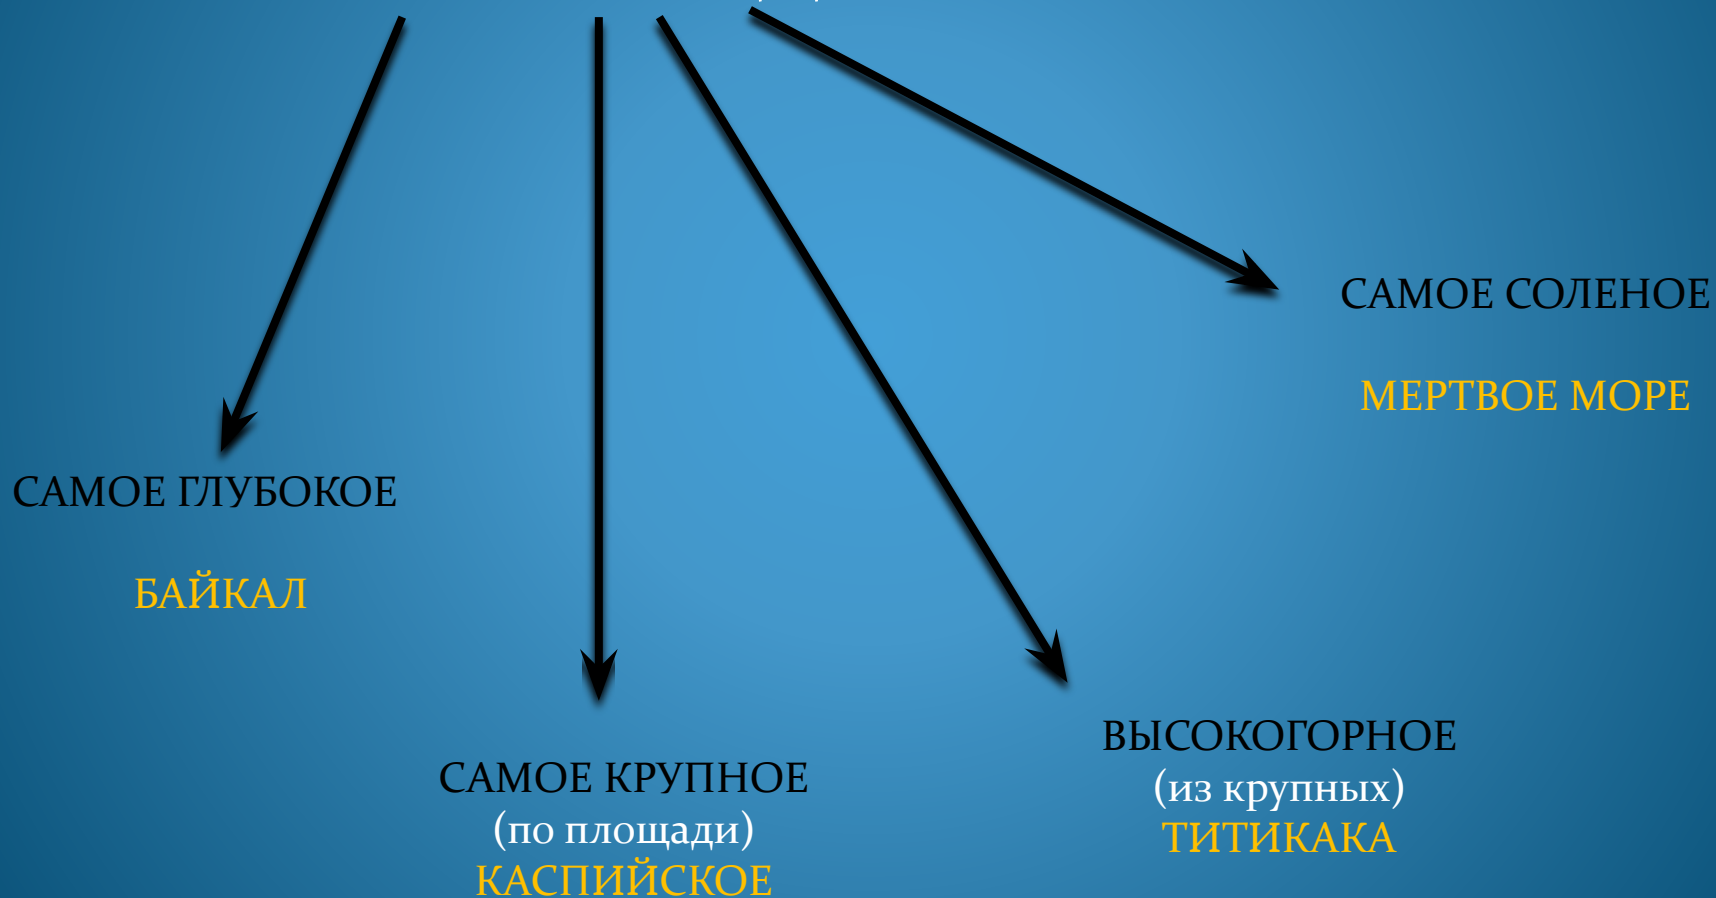 САМОЕ СОЛЕНОЕ
МЕРТВОЕ МОРЕ
САМОЕ ГЛУБОКОЕ
БАЙКАЛ
САМОЕ КРУПНОЕ
(по площади)
КАСПИЙСКОЕ
ВЫСОКОГОРНОЕ
(из крупных)
ТИТИКАКА